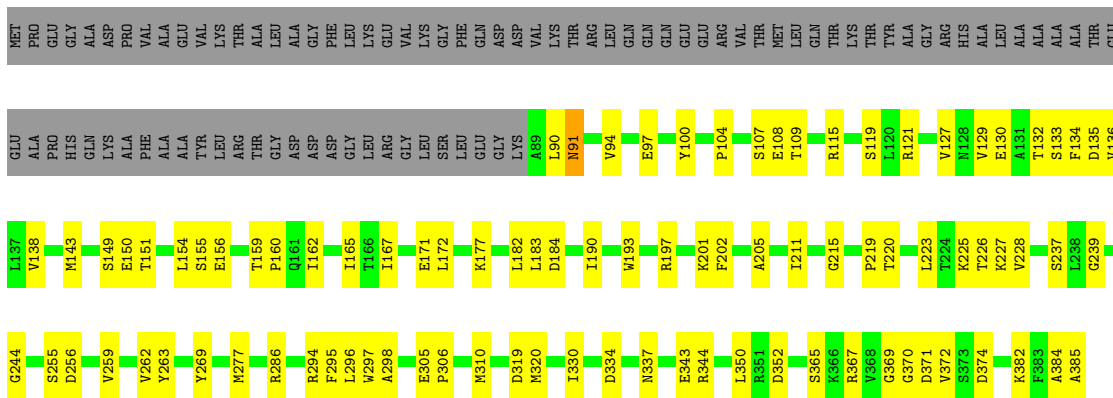 MET PRO GLU GLY ALA ASP PRO VAL ALA GLU VAL LYS THR ALA LEU ALA GLY PHE LEU LYS GLU VAL LYS GLY PHE GLN ASP ASP VAL LYS THR ARG LEU GLN GLN GLN GLU GLU ARG VAL THR MET LEU GLN THR LYS THR TYR ALA GLY ARG HIS ALA LEU ALA ALA ALA ALA THR GLU
GLU ALA PRO HIS GLN LYS ALA PHE ALA ALA TYR LEU ARG THR GLY ASP ASP ASP GLY LEU ARG GLY LEU SER LEU GLU GLY LYS A89 L90 N91 V94 E97 Y100 P104 S107 E108 T109 R115 S119 L120 R121 V127 N128 V129 E130 A131 T132 S133 F134 D135 V136
L137 V138 M143 S149 E150 T151 L154 S155 E156 T159 P160 Q161 I162 I165 T166 I167 E171 L172 K177 L182 L183 D184 I190 W193 R197 K201 F202 A205 I211 G215 P219 T220 L223 T224 K225 T226 K227 V228 S237 L238 G239
G244 S255 D256 V259 V262 Y263 Y269 M277 R286 R294 F295 L296 W297 A298 E305 P306 M310 D319 M320 I330 D334 N337 E343 R344 L350 R351 D352 S365 K366 R367 V368 G369 G370 D371 V372 S373 D374 K382 F383 A384 A385